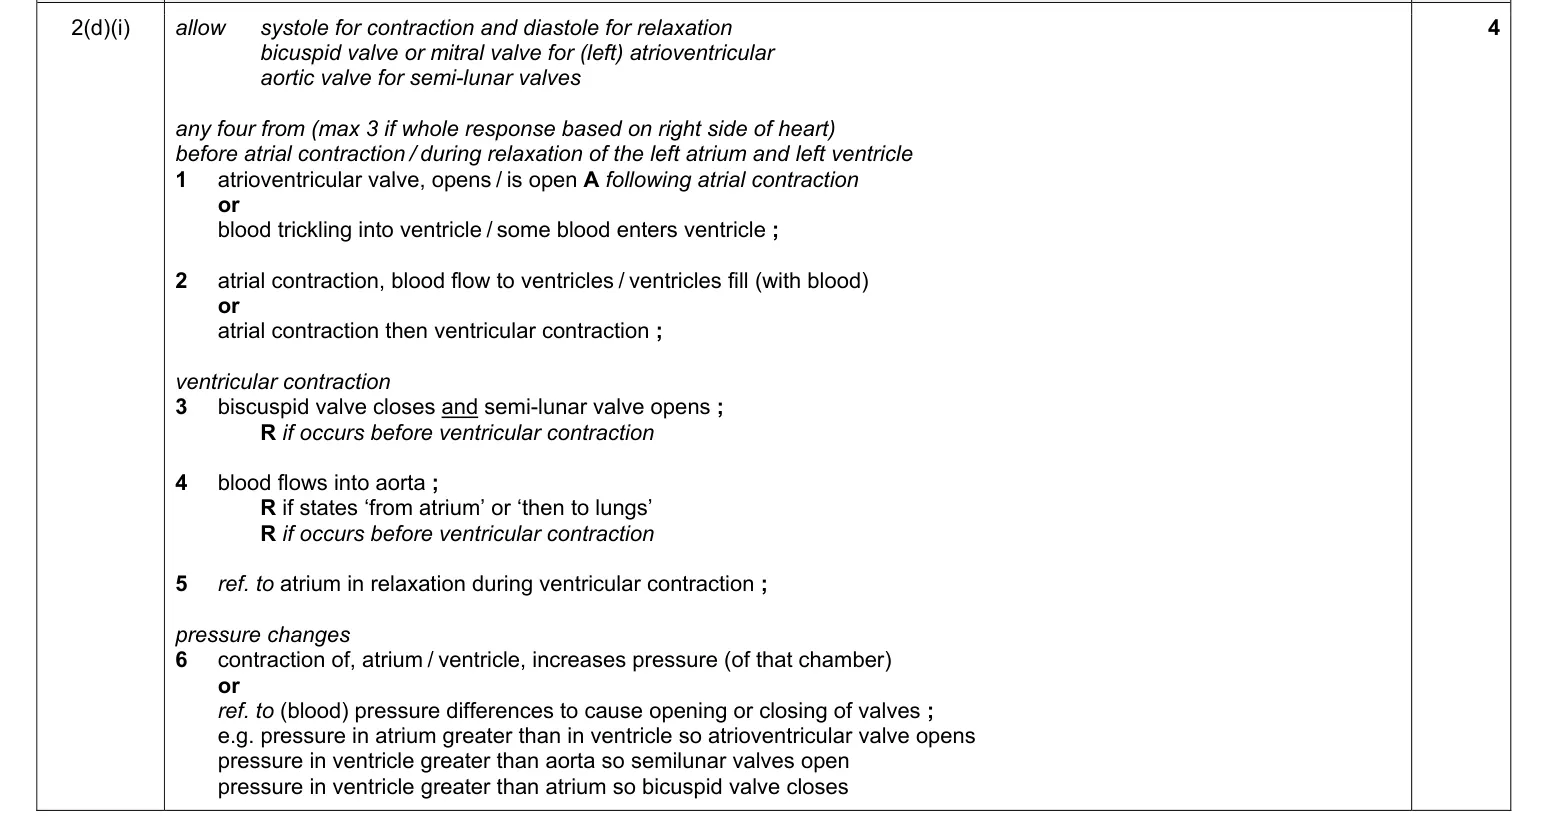 2(d)(i) allow systole for contraction and diastole for relaxation 4
bicuspid valve or mitral valve for (left) atrioventricular
aortic valve for semi-lunar valves
any four from (max 3 if whole response based on right side of heart)
before atrial contraction / during relaxation of the left atrium and left ventricle
1 atrioventricular valve, opens / is open A following atrial contraction
or
blood trickling into ventricle / some blood enters ventricle ;
2 atrial contraction, blood flow to ventricles / ventricles fill (with blood)
or
atrial contraction then ventricular contraction ;
ventricular contraction
3 biscuspid valve closes and semi-lunar valve opens ;
R if occurs before ventricular contraction
4 blood flows into aorta ;
R if states ‘from atrium’ or ‘then to lungs’
R if occurs before ventricular contraction
5 ref. to atrium in relaxation during ventricular contraction ;
pressure changes
6 contraction of, atrium / ventricle, increases pressure (of that chamber)
or
ref. to (blood) pressure differences to cause opening or closing of valves ;
e.g. pressure in atrium greater than in ventricle so atrioventricular valve opens
pressure in ventricle greater than aorta so semilunar valves open
pressure in ventricle greater than atrium so bicuspid valve closes